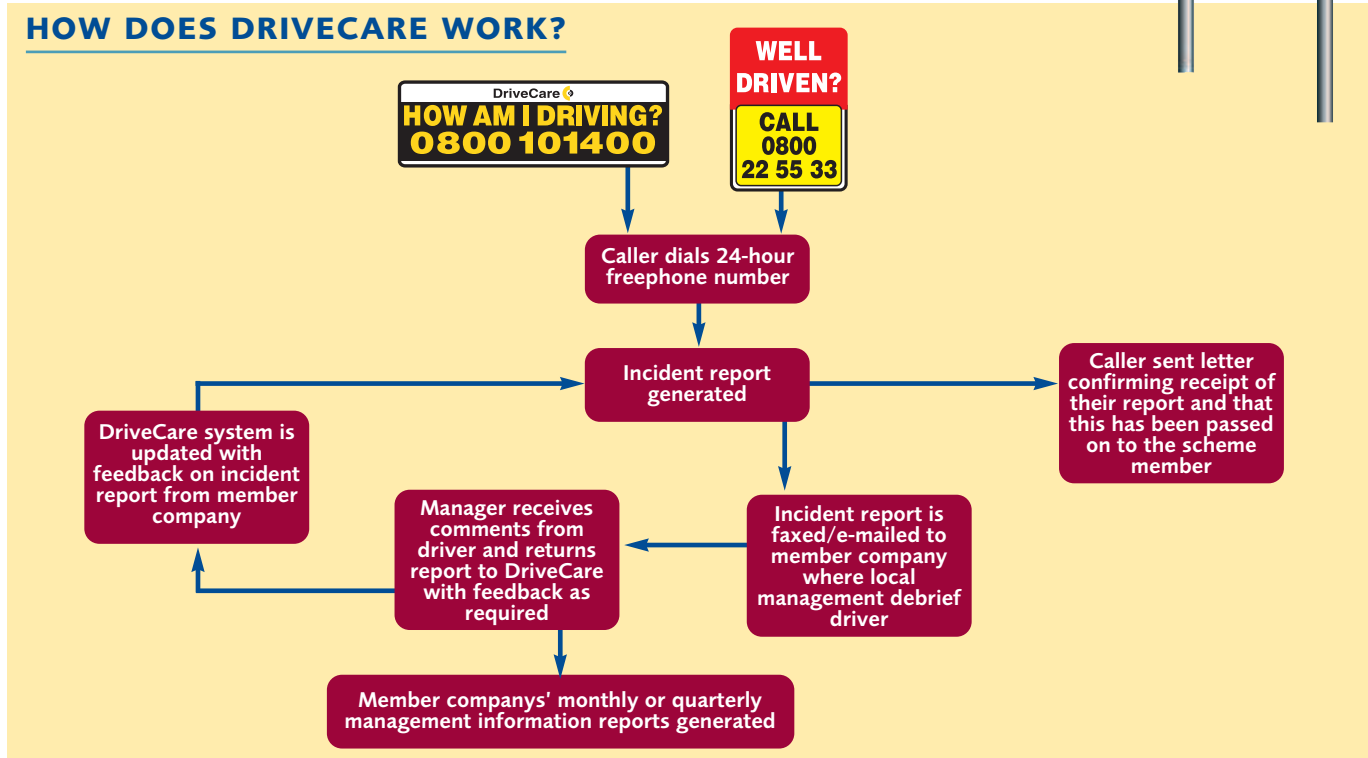 HOW DOES DRIVECARE WORK?
DriveCare
HOW AM I DRIVING?
0800 101400
WELL
DRIVEN?
CALL
0800
22 55 33
Caller dials 24-hour
freephone number
Incident report
generated
Caller sent letter
confirming receipt of
their report and that
this has been passed
on to the scheme
member
DriveCare system is
updated with
feedback on incident
report from member
company
Manager receives
comments from
driver and returns
report to DriveCare
with feedback as
required
Incident report is
faxed/e-mailed to
member company
where local
management debrief
driver
Member companys' monthly or quarterly
management information reports generated